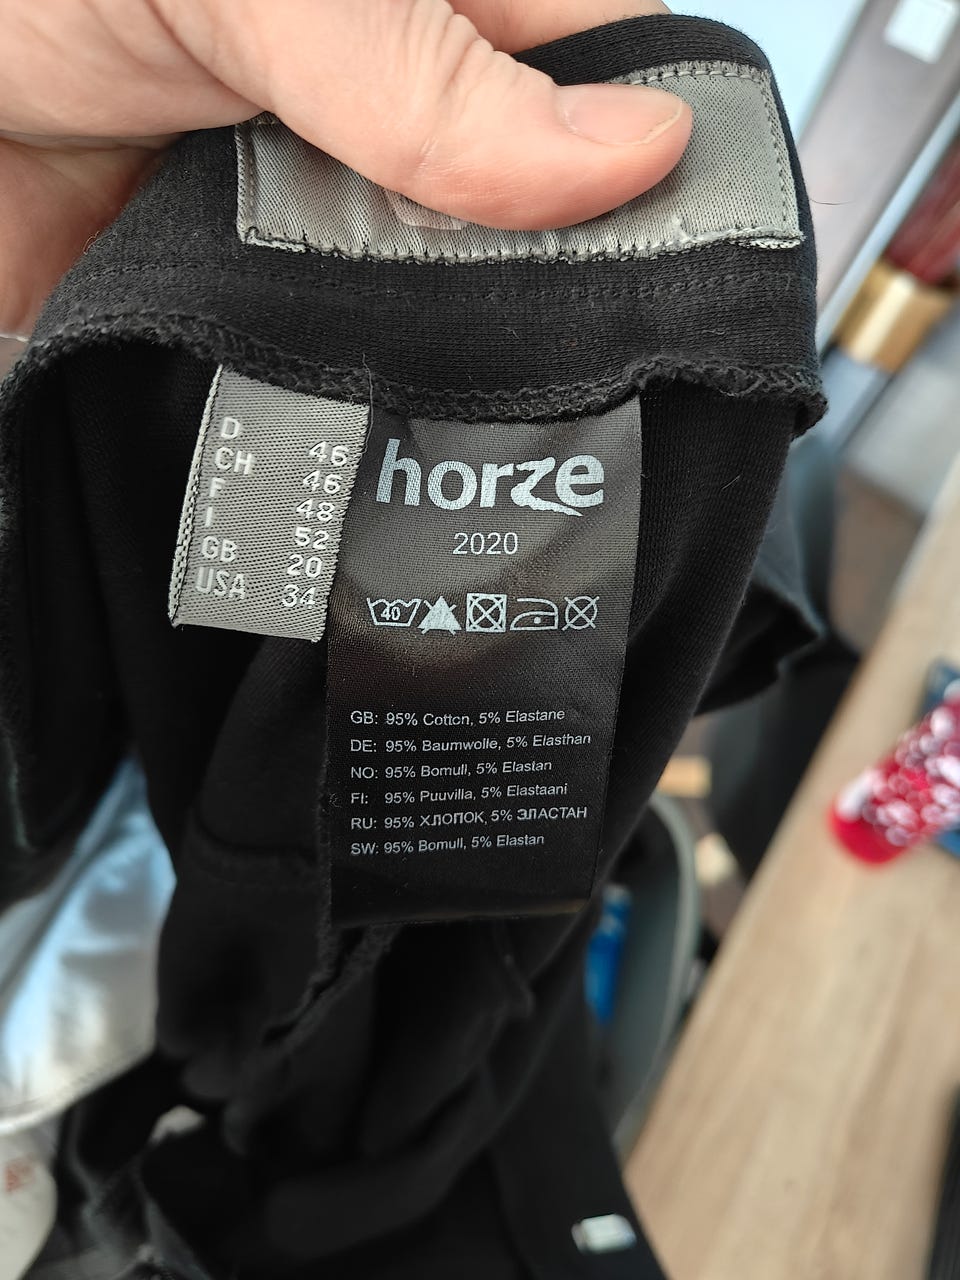 D 46
CH 46
F 48
I 52
GB 20
USA 34
horze
2020
40
GB: 95% Cotton, 5% Elastane
DE: 95% Baumwolle, 5% Elasthan
NO: 95% Bomull, 5% Elastan
FI: 95% Puuvilla, 5% Elastaani
RU: 95% ХЛОПОК, 5% ЭЛАСТАН
SW: 95% Bomull, 5% Elastan